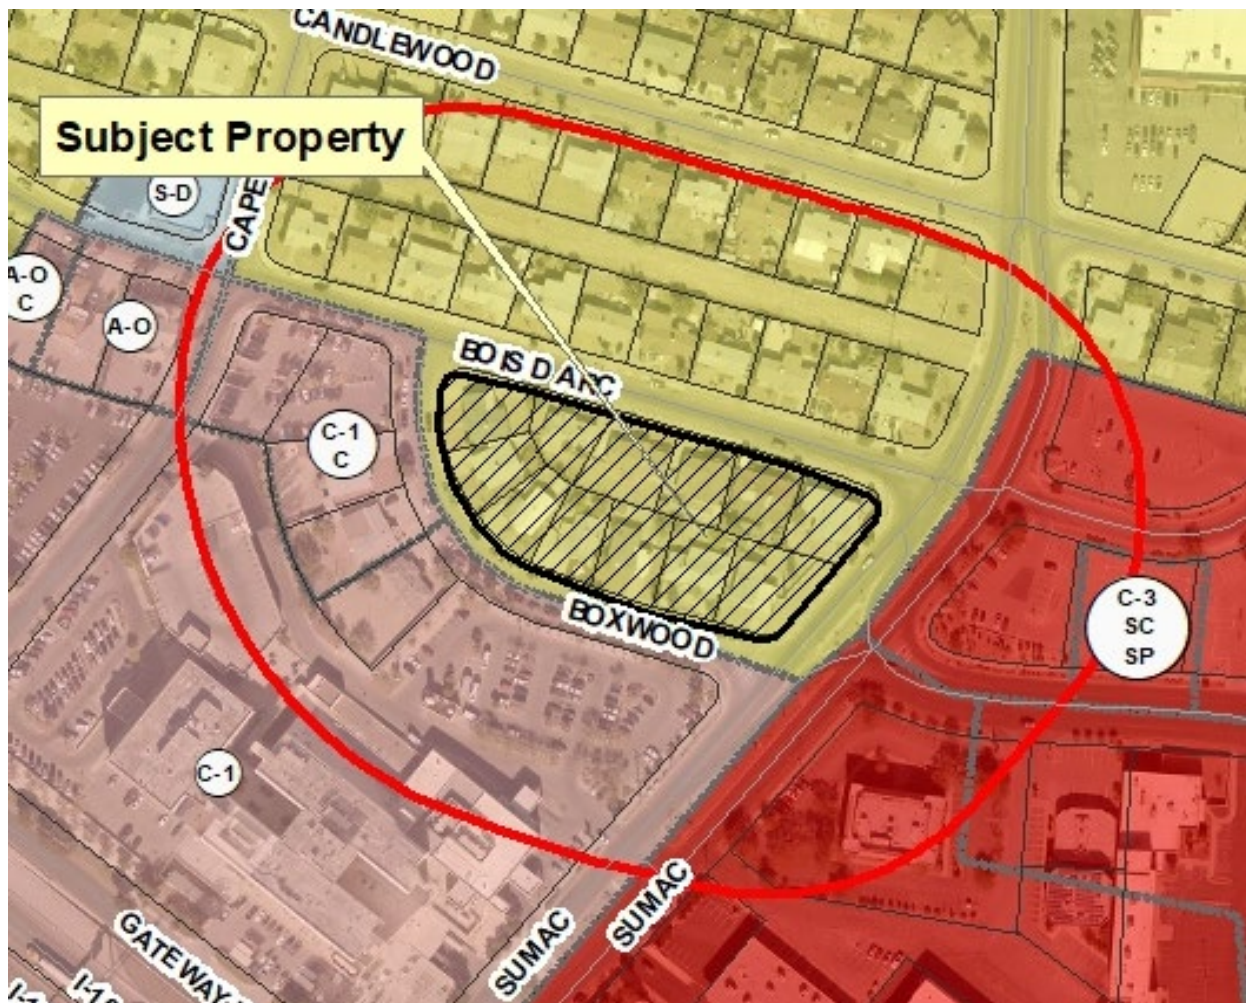 CANDLEWOOD
Subject Property
S-D
CAPE
A-O
C
A-O
BOIS D ARC
C-1
C
C-3
SC
SP
BOXWOOD
C-1
SUMAC
SUMAC
GATEWAY